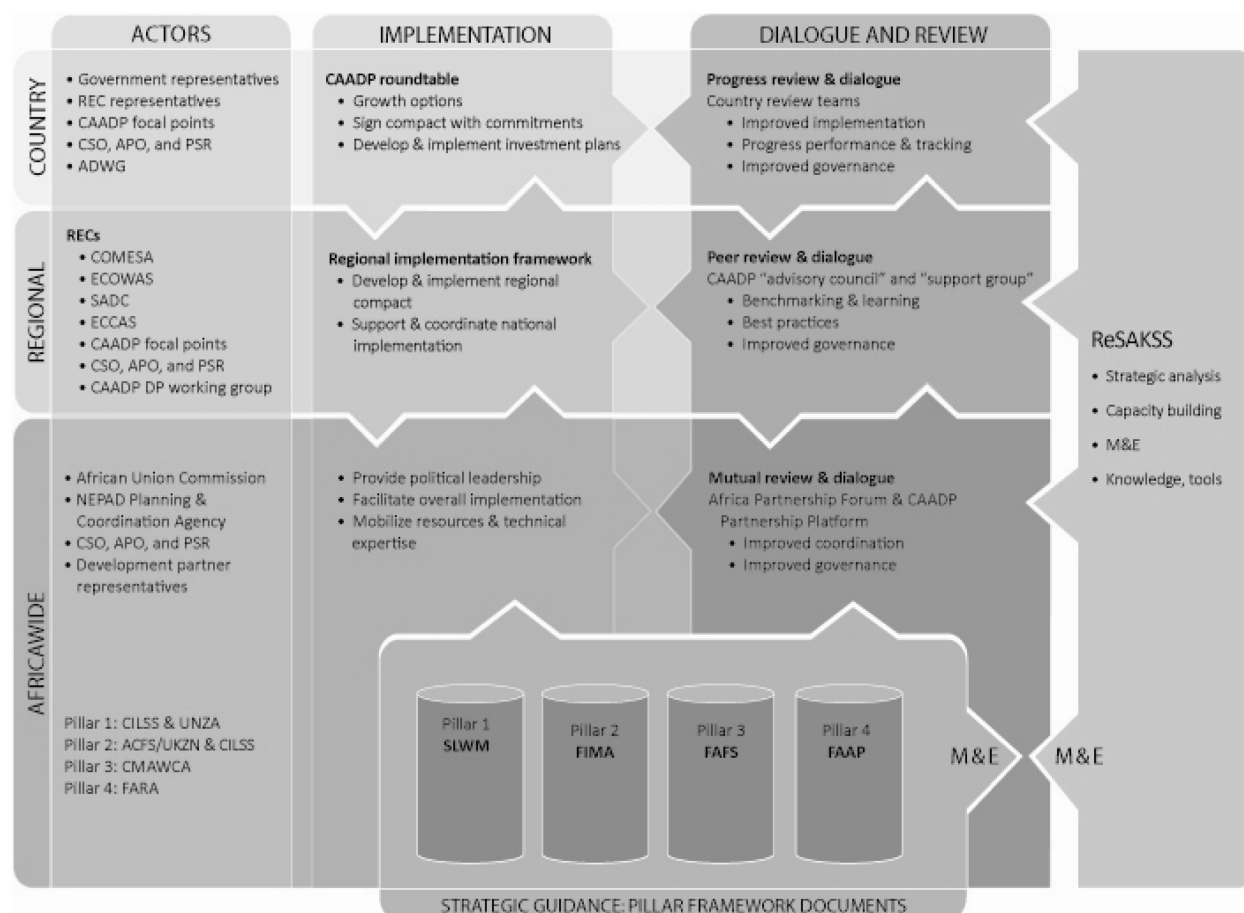 ACTORS
IMPLEMENTATION
DIALOGUE AND REVIEW
COUNTRY
• Government representatives
• REC representatives
• CAADP focal points
• CSO, APO, and PSR
• ADWG
CAADP roundtable
• Growth options
• Sign compact with commitments
• Develop & implement investment plans
Progress review & dialogue
Country review teams
• Improved implementation
• Progress performance & tracking
• Improved governance
REGIONAL
RECs
• COMESA
• ECOWAS
• SADC
• ECCAS
• CAADP focal points
• CSO, APO, and PSR
• CAADP DP working group
Regional implementation framework
• Develop & implement regional
compact
• Support & coordinate national
implementation
Peer review & dialogue
CAADP “advisory council” and “support group”
• Benchmarking & learning
• Best practices
• Improved governance
AFRICAWIDE
• African Union Commission
• NEPAD Planning &
Coordination Agency
• CSO, APO, and PSR
• Development partner
representatives
• Provide political leadership
• Facilitate overall implementation
• Mobilize resources & technical
expertise
Mutual review & dialogue
Africa Partnership Forum & CAADP
Partnership Platform
• Improved coordination
• Improved governance
Pillar 1: CILSS & UNZA
Pillar 2: ACFS/UKZN & CILSS
Pillar 3: CMAWCA
Pillar 4: FARA
Pillar 1
SLWM
Pillar 2
FIMA
Pillar 3
FAFS
Pillar 4
FAAP
M&E
M&E
STRATEGIC GUIDANCE: PILLAR FRAMEWORK DOCUMENTS
ReSAKSS
• Strategic analysis
• Capacity building
• M&E
• Knowledge, tools